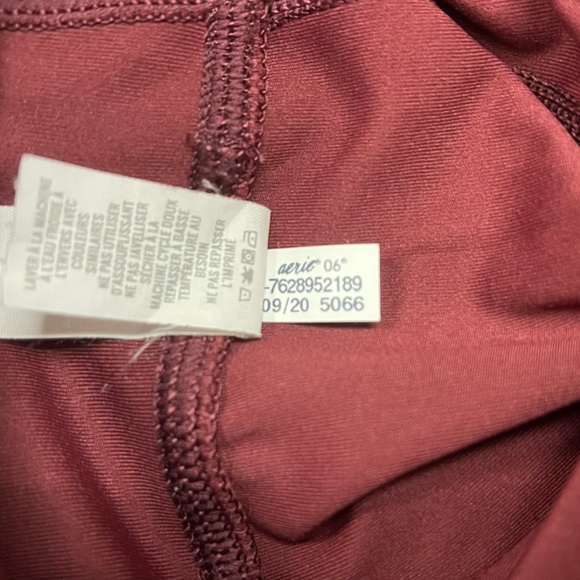 LAVER À LA MACHINE
À L'EAU FROIDE À
L'ENVERS AVEC
COULEURS
SIMILAIRES
NE PAS UTILISER
D'ASSOUPLISSANT
NE PAS JAVELLISER
SÉCHER À LA
MACHINE CYCLE DOUX
REPASSER À BASSE
TEMPÉRATURE AU
BESOIN
NE PAS REPASSER
L'IMPRIMÉ
aerie® 06®
-7628952189
09/20 5066